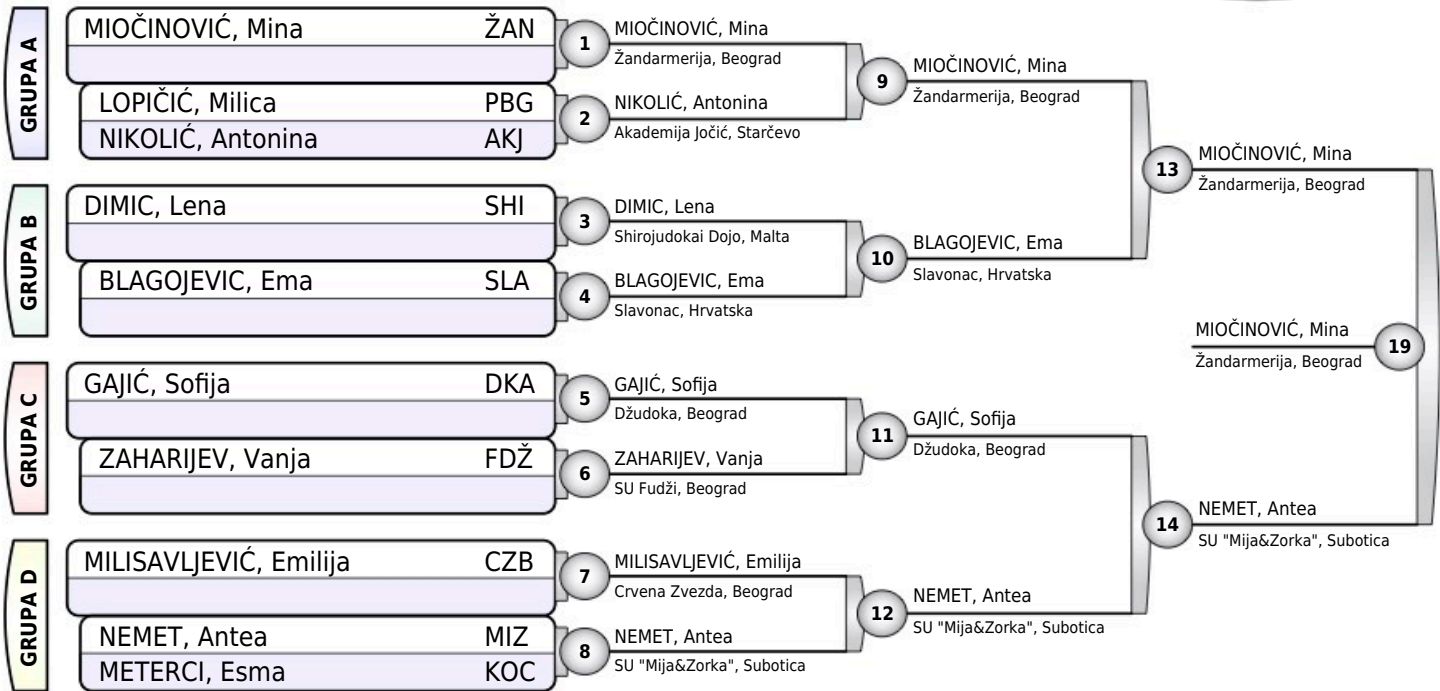 GRUPA A
MIOČINOVIĆ, Mina ŽAN
LOPIČIĆ, Milica PBG
NIKOLIĆ, Antonina AKJ
GRUPA B
DIMIC, Lena SHI
BLAGOJEVIC, Ema SLA
GRUPA C
GAJIĆ, Sofija DKA
ZAHARIJEV, Vanja FDŽ
GRUPA D
MILISAVLJEVIĆ, Emilija CZB
NEMET, Antea MIZ
METERCI, Esma KOC
1
MIOČINOVIĆ, Mina
Žandarmerija, Beograd
2
NIKOLIĆ, Antonina
Akademija Jočić, Starčevo
3
DIMIC, Lena
Shirojudokai Dojo, Malta
4
BLAGOJEVIC, Ema
Slavonac, Hrvatska
5
GAJIĆ, Sofija
Džudoka, Beograd
6
ZAHARIJEV, Vanja
SU Fudži, Beograd
7
MILISAVLJEVIĆ, Emilija
Crvena Zvezda, Beograd
8
NEMET, Antea
SU "Mija&Zorka", Subotica
9
MIOČINOVIĆ, Mina
Žandarmerija, Beograd
10
BLAGOJEVIC, Ema
Slavonac, Hrvatska
11
GAJIĆ, Sofija
Džudoka, Beograd
12
NEMET, Antea
SU "Mija&Zorka", Subotica
13
MIOČINOVIĆ, Mina
Žandarmerija, Beograd
14
NEMET, Antea
SU "Mija&Zorka", Subotica
MIOČINOVIĆ, Mina
Žandarmerija, Beograd
19